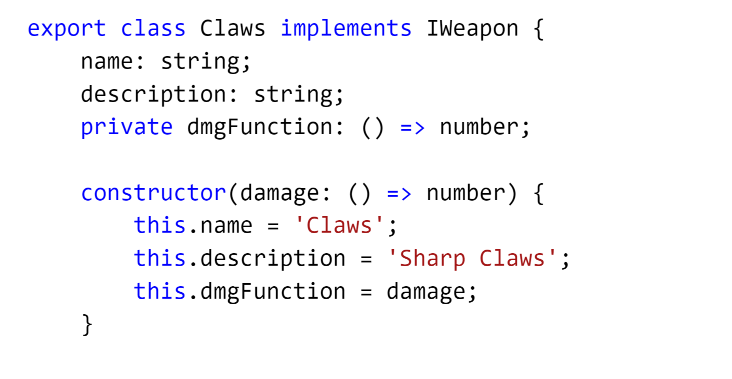 export class Claws implements IWeapon {
    name: string;
    description: string;
    private dmgFunction: () => number;

    constructor(damage: () => number) {
        this.name = 'Claws';
        this.description = 'Sharp Claws';
        this.dmgFunction = damage;
    }